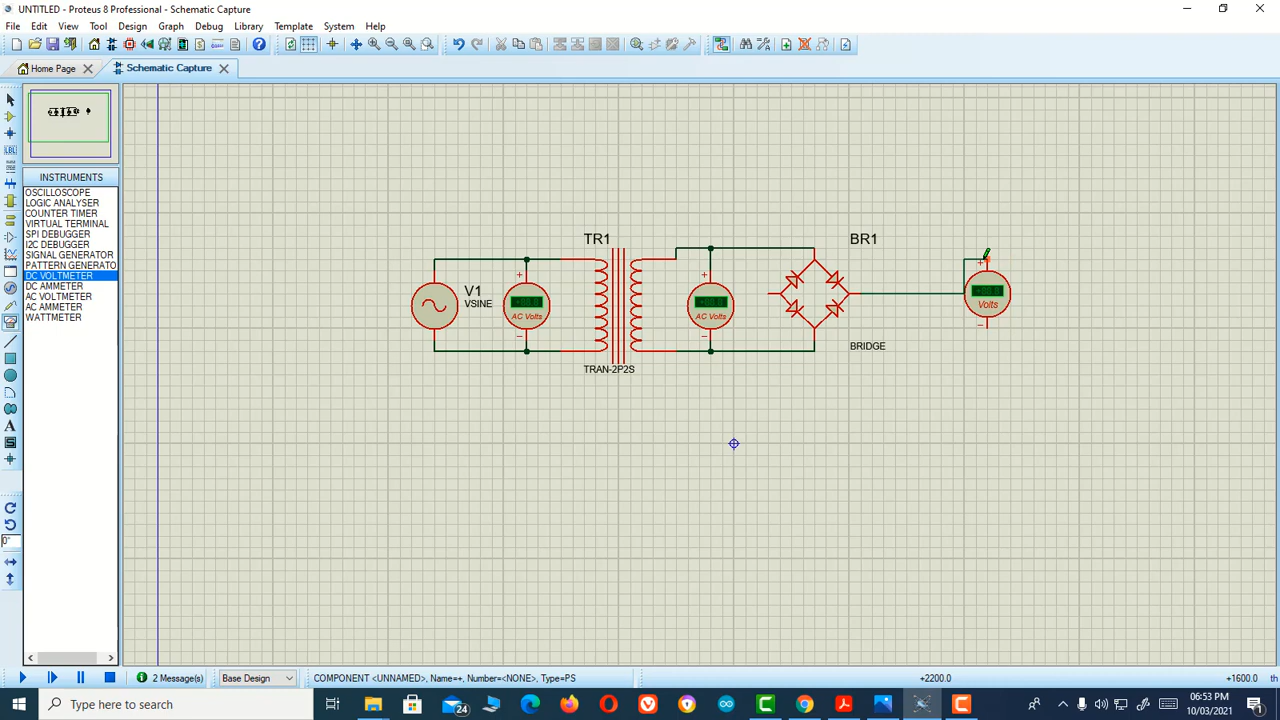 UNTITLED - Proteus 8 Professional - Schematic Capture
File Edit View Tool Design Graph Debug Library Template System Help
Home Page
Schematic Capture
INSTRUMENTS
OSCILLOSCOPE
LOGIC ANALYSER
COUNTER TIMER
VIRTUAL TERMINAL
SPI DEBUGGER
I2C DEBUGGER
SIGNAL GENERATOR
PATTERN GENERATO
DC VOLTMETER
DC AMMETER
AC VOLTMETER
AC AMMETER
WATTMETER
LBL
A
0°
TR1
BR1
V1
VSINE
AC Volts
AC Volts
Volts
BRIDGE
TRAN-2P2S
2 Message(s)
Base Design
COMPONENT <UNNAMED>, Name=+, Number=<NONE>, Type=PS
+2200.0
+1600.0
th
Type here to search
24
06:53 PM
10/03/2021